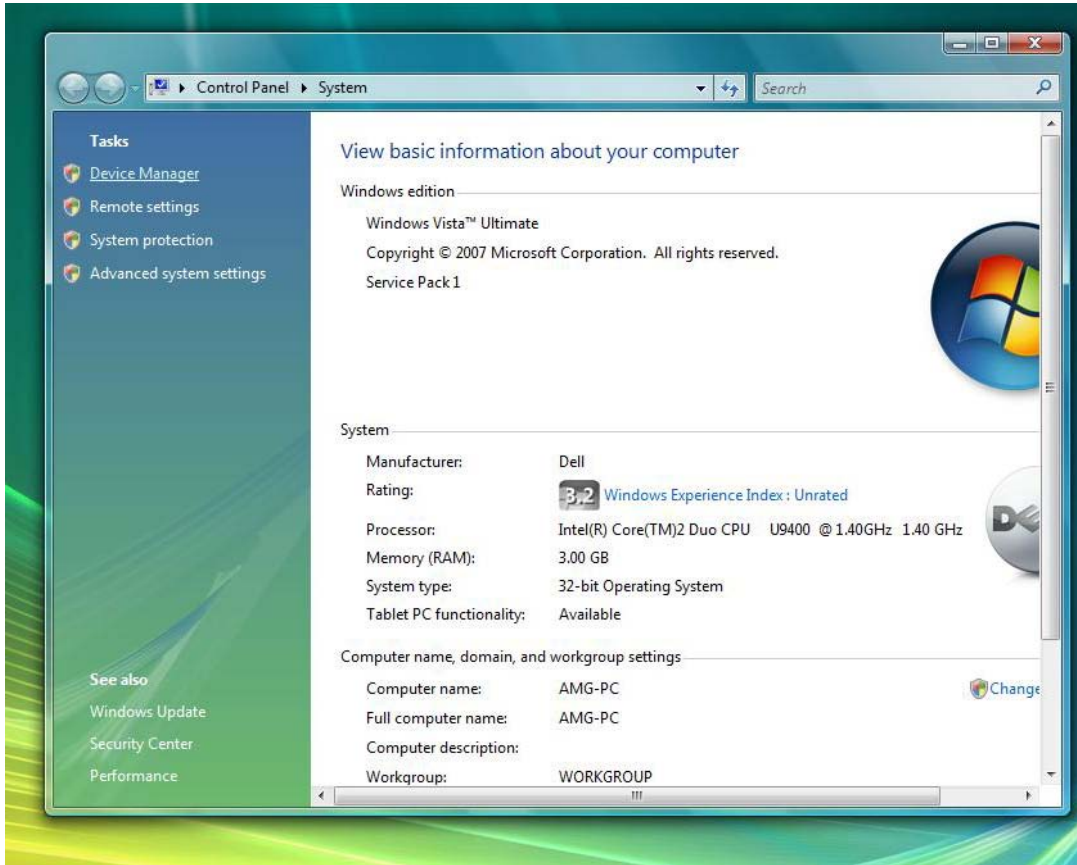 Control Panel ▸ System
Search
Tasks
Device Manager
Remote settings
System protection
Advanced system settings
See also
Windows Update
Security Center
Performance
View basic information about your computer
Windows edition
Windows Vista™ Ultimate
Copyright © 2007 Microsoft Corporation. All rights reserved.
Service Pack 1
System
Manufacturer: Dell
Rating: 3.2 Windows Experience Index : Unrated
Processor: Intel(R) Core(TM)2 Duo CPU U9400 @ 1.40GHz 1.40 GHz
Memory (RAM): 3.00 GB
System type: 32-bit Operating System
Tablet PC functionality: Available
DE
Computer name, domain, and workgroup settings
Computer name: AMG-PC
Change
Full computer name: AMG-PC
Computer description:
Workgroup: WORKGROUP